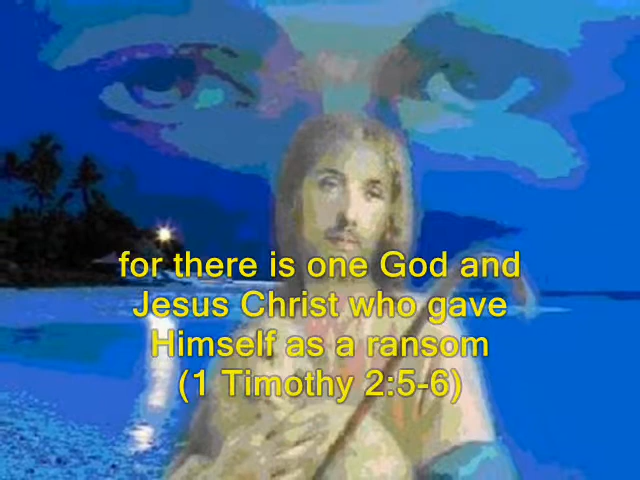 for there is one God and
Jesus Christ who gave
Himself as a ransom
(1 Timothy 2:5-6)